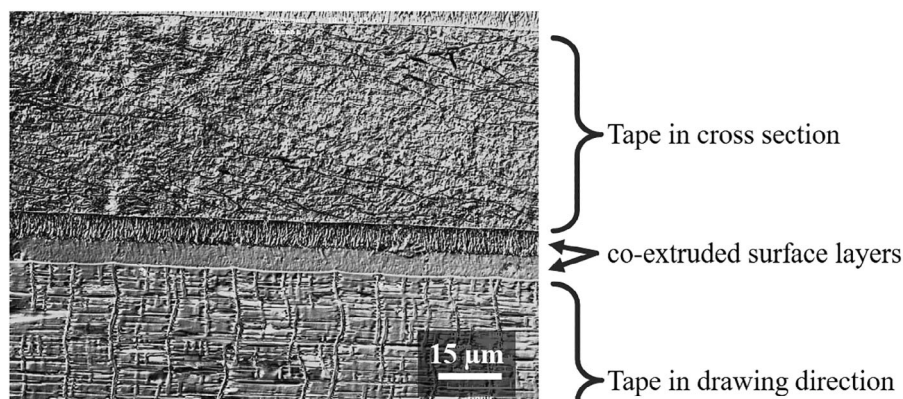 Tape in cross section
co-extruded surface layers
15 µm
Tape in drawing direction